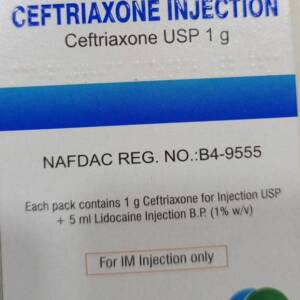 CEFTRIAXONE INJECTION
Ceftriaxone USP 1 g
NAFDAC REG. NO.:B4-9555
Each pack contains 1 g Ceftriaxone for Injection USP
+ 5 ml Lidocaine Injection B.P. (1% w/v)
For IM Injection only